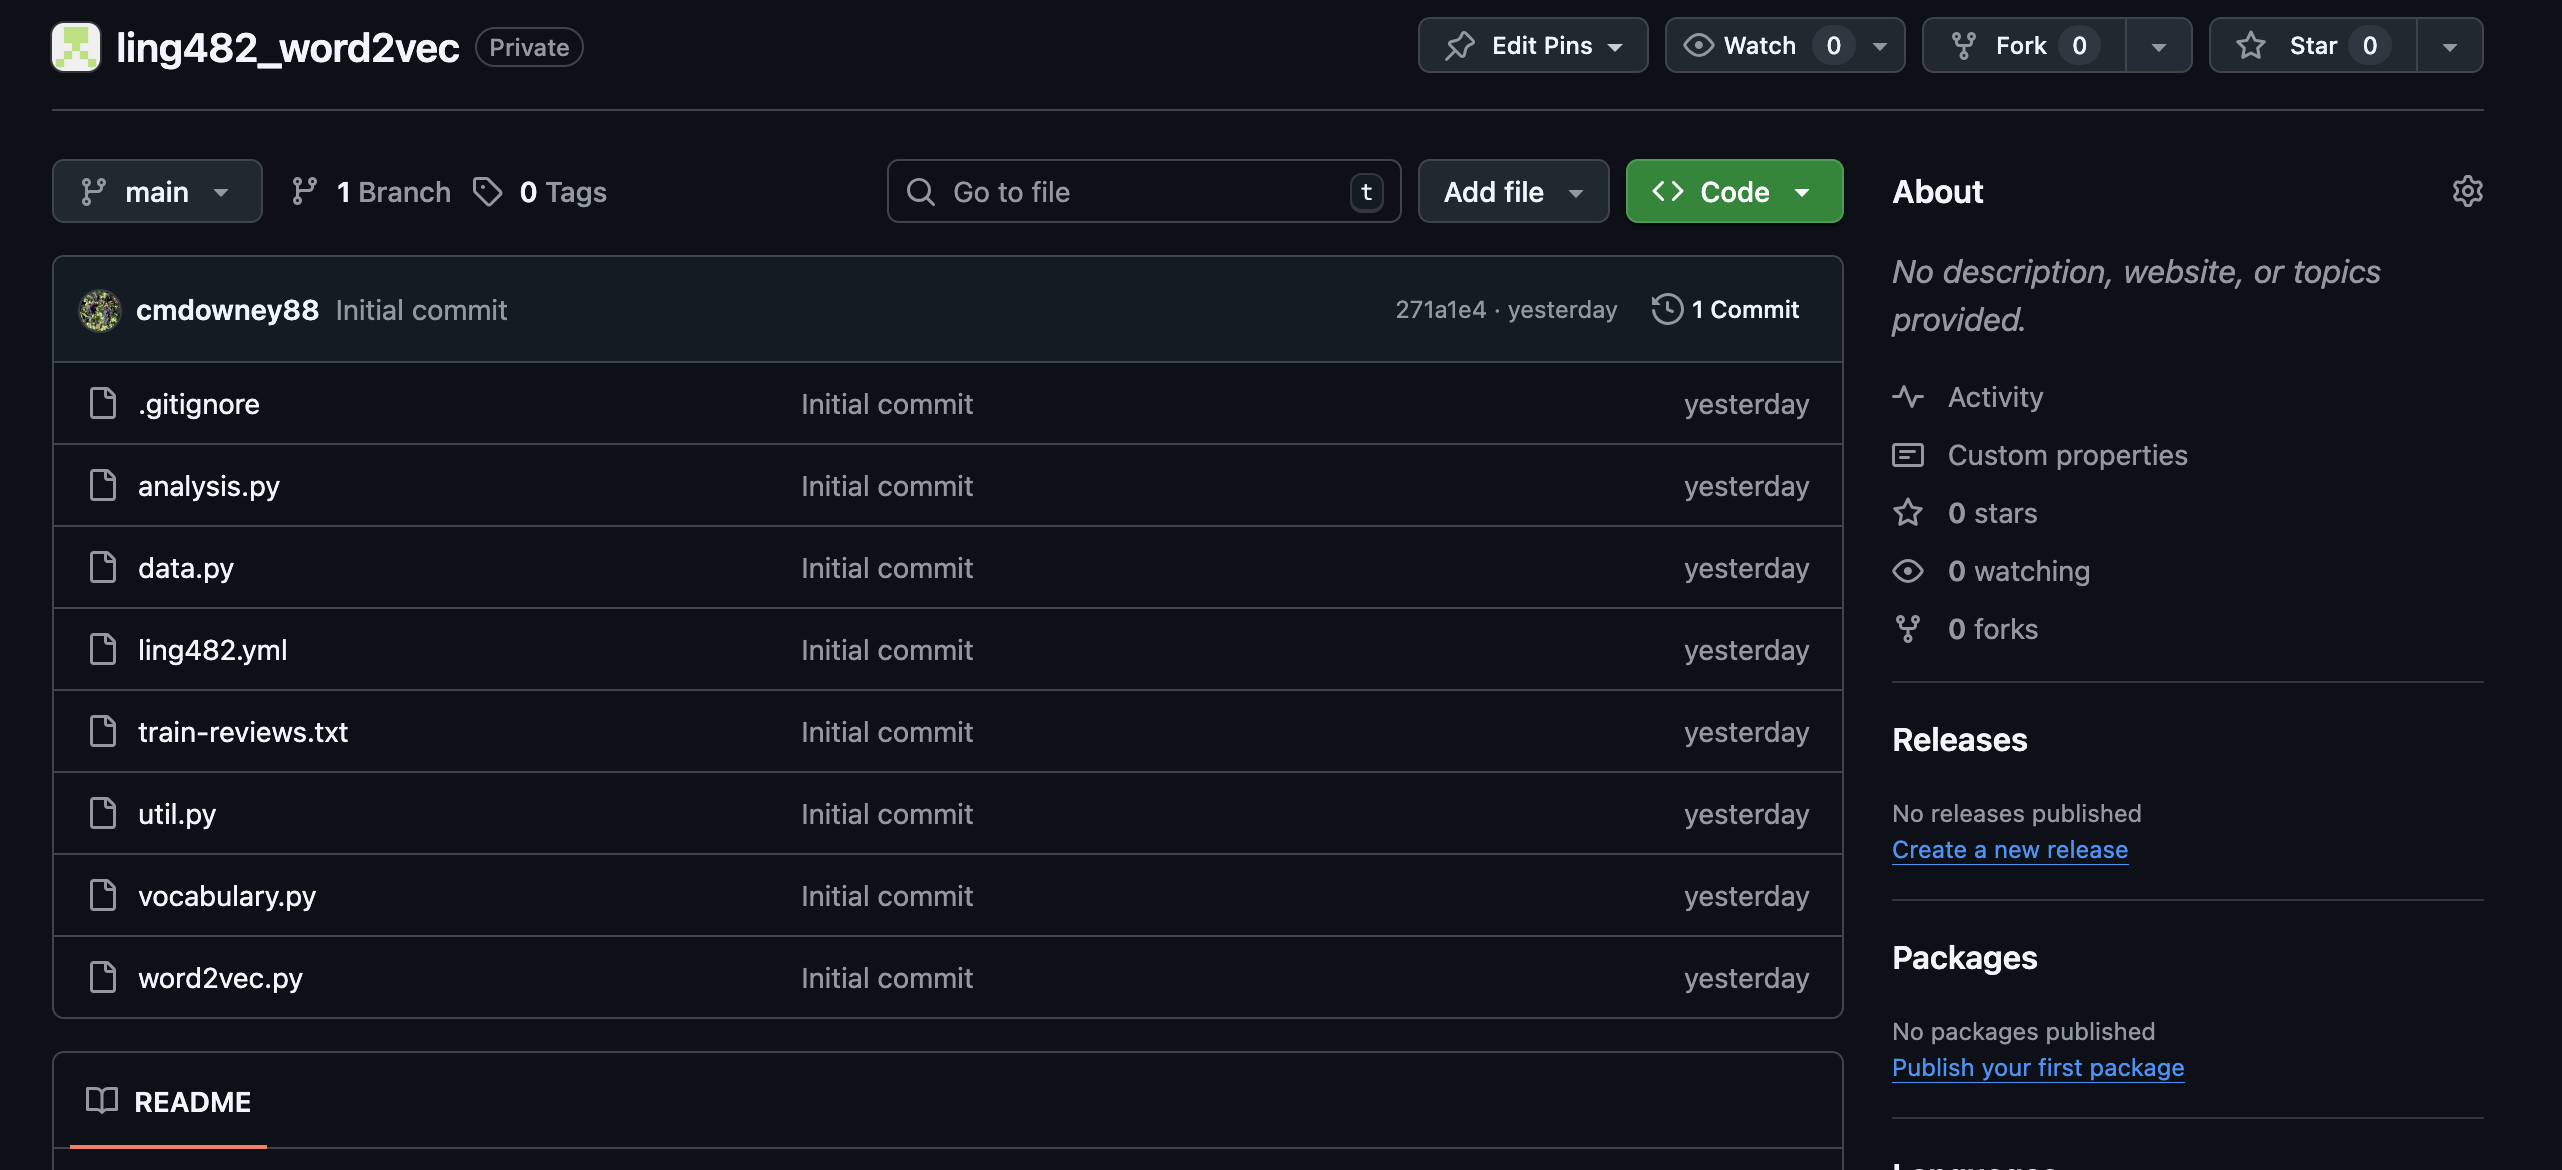 ling482_word2vec Private Edit Pins Watch 0 Fork 0 Star 0
main 1 Branch 0 Tags Go to file t Add file Code
cmdowney88 Initial commit 271a1e4 · yesterday 1 Commit
.gitignore Initial commit yesterday
analysis.py Initial commit yesterday
data.py Initial commit yesterday
ling482.yml Initial commit yesterday
train-reviews.txt Initial commit yesterday
util.py Initial commit yesterday
vocabulary.py Initial commit yesterday
word2vec.py Initial commit yesterday
README
About
No description, website, or topics
provided.
Activity
Custom properties
0 stars
0 watching
0 forks
Releases
No releases published
Create a new release
Packages
No packages published
Publish your first package